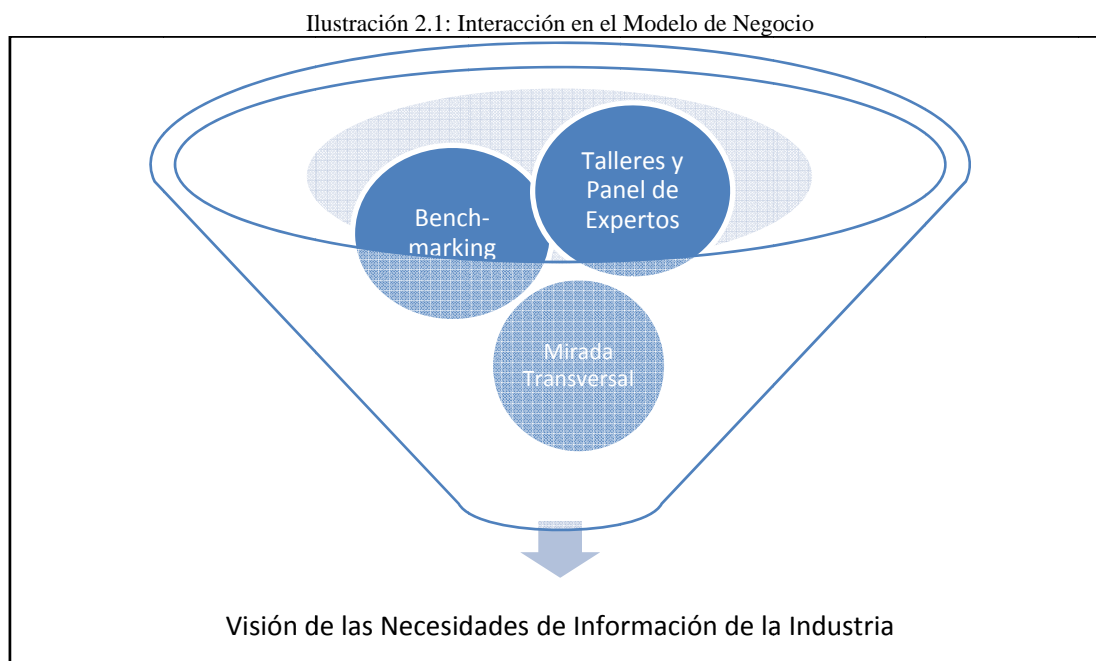 Ilustración 2.1: Interacción en el Modelo de Negocio
Talleres y
Panel de
Expertos
Bench-
marking
Mirada
Transversal
Visión de las Necesidades de Información de la Industria